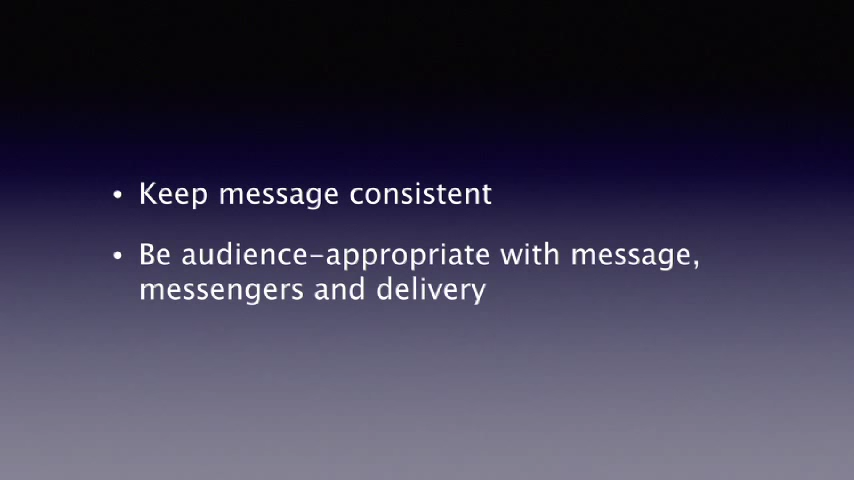 • Keep message consistent
• Be audience-appropriate with message,
messengers and delivery